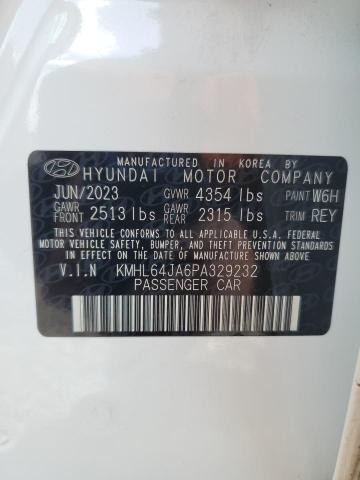 MANUFACTURED IN KOREA BY
HYUNDAI MOTOR COMPANY
JUN/2023 GVWR 4354 lbs PAINT W6H
GAWR FRONT 2513 lbs GAWR REAR 2315 lbs TRIM REY
THIS VEHICLE CONFORMS TO ALL APPLICABLE U.S.A. FEDERAL
MOTOR VEHICLE SAFETY, BUMPER, AND THEFT PREVENTION
STANDARDS IN EFFECT ON THE DATE OF MANUFACTURE SHOWN ABOVE.
V.I.N KMHL64JA6PA329232
PASSENGER CAR